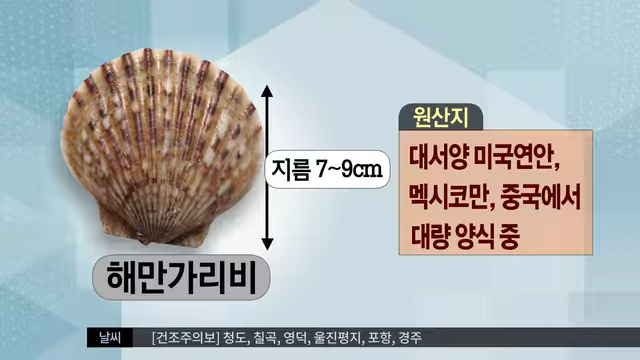 지름 7~9cm
해만가리비
원산지
대서양 미국연안,
멕시코만, 중국에서
대량 양식 중
날씨 [건조주의보] 청도, 칠곡, 영덕, 울진평지, 포항, 경주